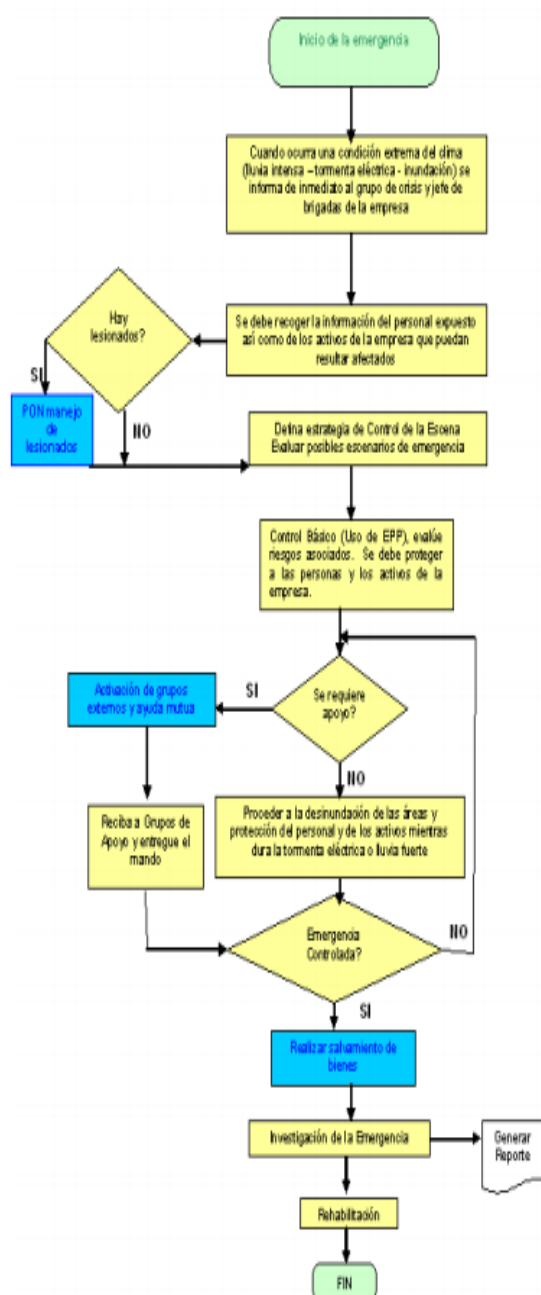 Inicio de la emergencia
Cuando ocurra una condición extrema del clima
(lluvia intensa – tormenta eléctrica - inundación) se
informa de inmediato al grupo de crisis y jefe de
brigadas de la empresa
Hay
lesionados?
Se debe recoger la información del personal expuesto
así como de los activos de la empresa que puedan
resultar afectados
SI
PON manejo
de
lesionados
NO
Defina estrategia de Control de la Escena
Evaluar posibles escenarios de emergencia
Control Básico (Uso de EPP), evalúe
riesgos asociados. Se debe proteger
a las personas y los activos de la
empresa.
Activación de grupos
externos y ayuda mutua
SI
Se requiere
apoyo?
NO
Reciba a Grupos de
Apoyo y entregue el
mando
Proceder a la desinundación de las áreas y
protección del personal y de los activos mientras
dura la tormenta eléctrica o lluvia fuerte
Emergencia
Controlada?
NO
SI
Realizar salvamiento de
bienes
Investigación de la Emergencia
Generar
Reporte
Rehabilitación
FIN